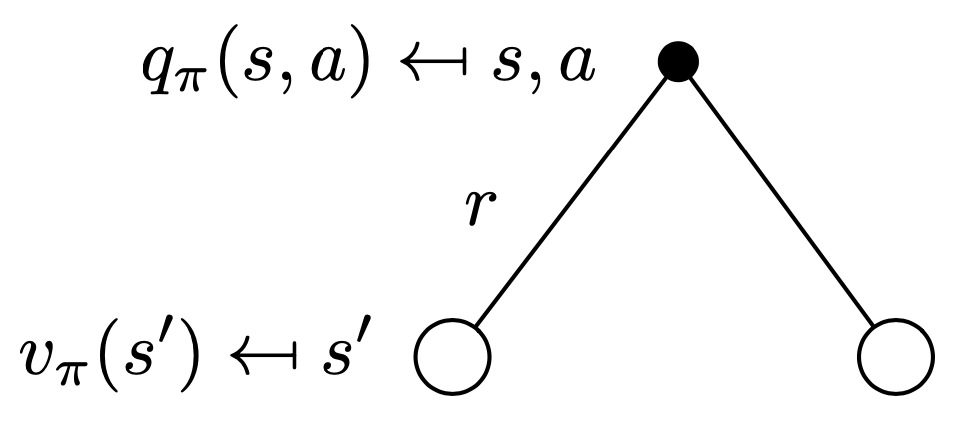 qπ(s, a) ↤ s, a
r
vπ(s′) ↤ s′